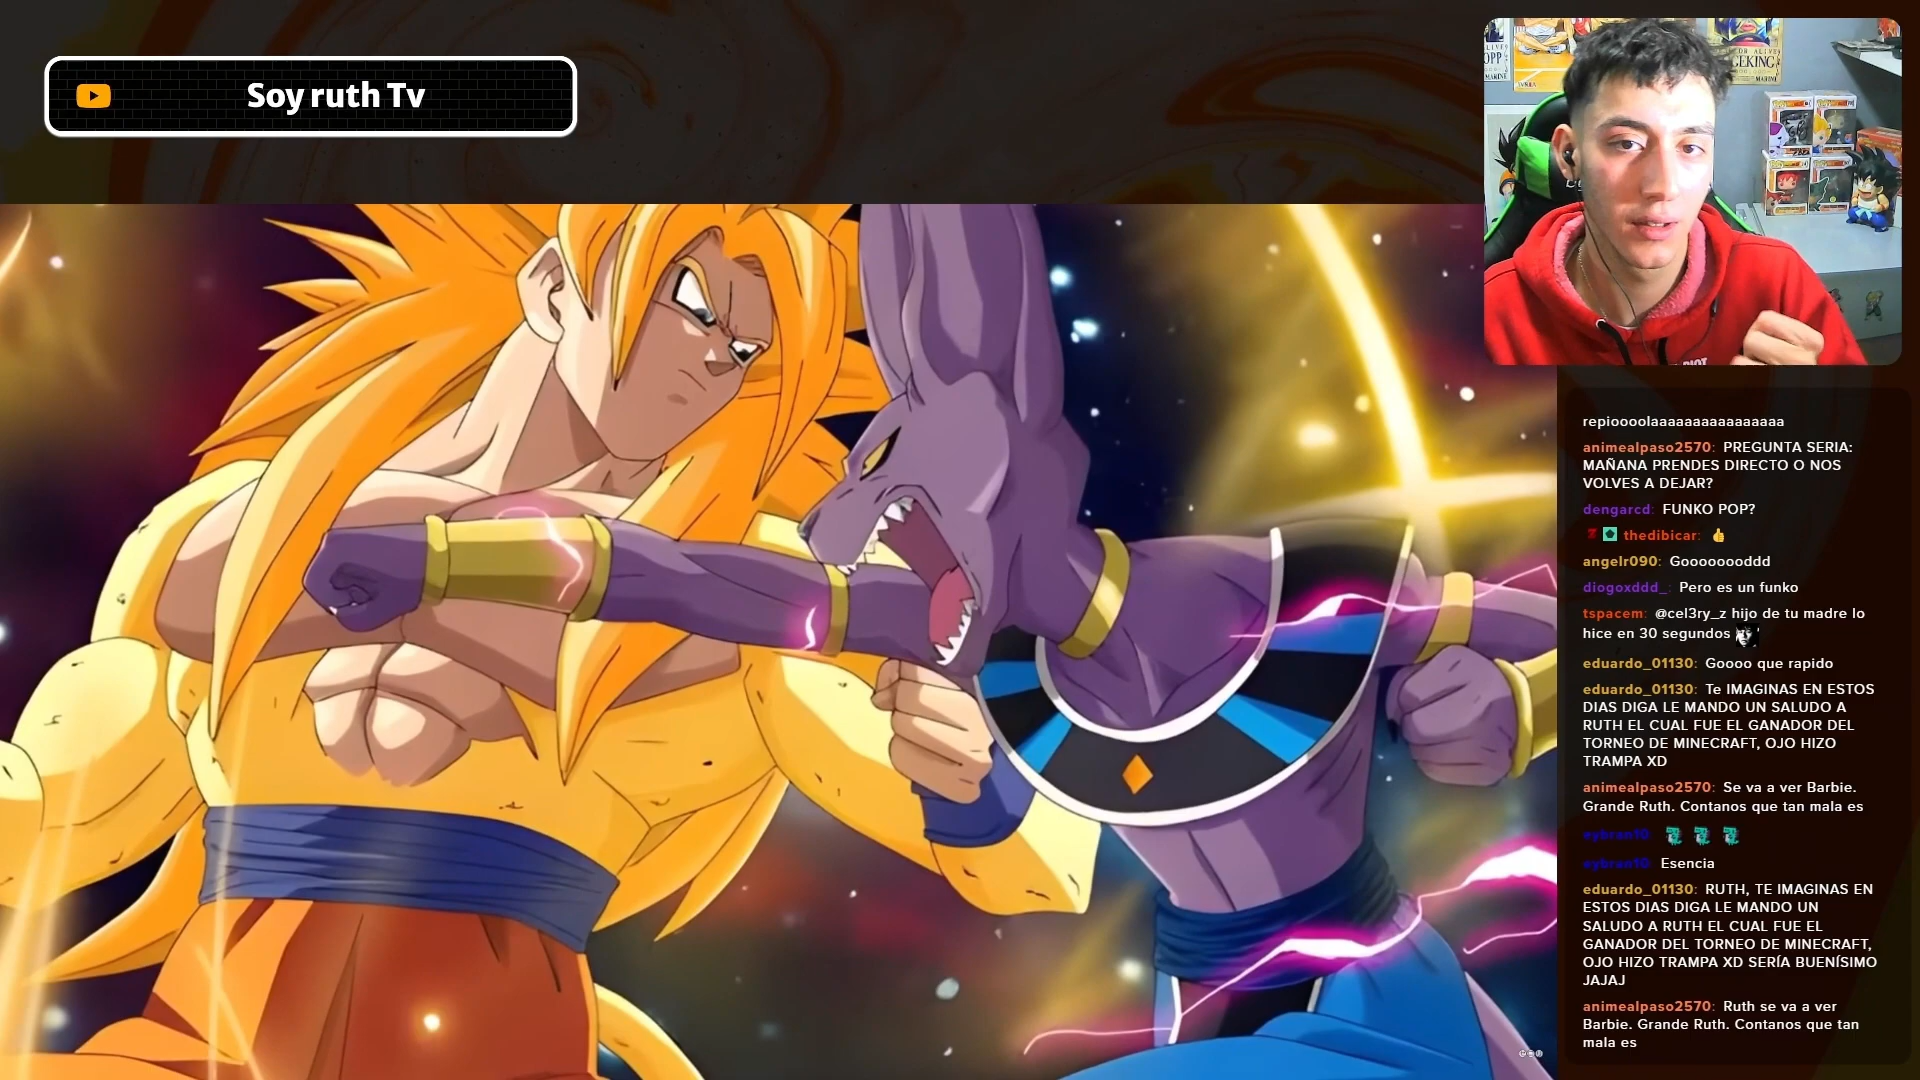 Soy ruth Tv
GEKING
MARINE
repioooolaaaaaaaaaaaaaaaa
animealpaso2570: PREGUNTA SERIA:
MAÑANA PRENDES DIRECTO O NOS
VOLVES A DEJAR?
dengarcd: FUNKO POP?
thedibicar: 👍
angelr090: Goooooooddd
diogoxddd_: Pero es un funko
tspacem: @cel3ry_z hijo de tu madre lo
hice en 30 segundos
eduardo_01130: Goooo que rapido
eduardo_01130: Te IMAGINAS EN ESTOS
DIAS DIGA LE MANDO UN SALUDO A
RUTH EL CUAL FUE EL GANADOR DEL
TORNEO DE MINECRAFT, OJO HIZO
TRAMPA XD
animealpaso2570: Se va a ver Barbie.
Grande Ruth. Contanos que tan mala es
eybran10:
eybran10: Esencia
eduardo_01130: RUTH, TE IMAGINAS EN
ESTOS DIAS DIGA LE MANDO UN
SALUDO A RUTH EL CUAL FUE EL
GANADOR DEL TORNEO DE MINECRAFT,
OJO HIZO TRAMPA XD SERÍA BUENÍSIMO
JAJAJ
animealpaso2570: Ruth se va a ver
Barbie. Grande Ruth. Contanos que tan
mala es